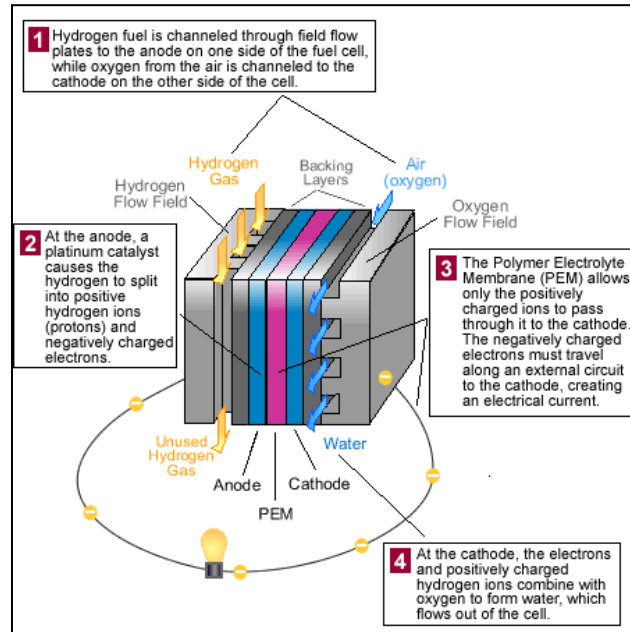 1 Hydrogen fuel is channeled through field flow
plates to the anode on one side of the fuel cell,
while oxygen from the air is channeled to the
cathode on the other side of the cell.
Hydrogen
Gas
Backing
Layers
Air
(oxygen)
Hydrogen
Flow Field
Oxygen
Flow Field
2 At the anode, a
platinum catalyst
causes the
hydrogen to split
into positive
hydrogen ions
(protons) and
negatively charged
electrons.
3 The Polymer Electrolyte
Membrane (PEM) allows
only the positively
charged ions to pass
through it to the cathode.
The negatively charged
electrons must travel
along an external circuit
to the cathode, creating
an electrical current.
Unused
Hydrogen
Gas
Water
Anode
Cathode
PEM
4 At the cathode, the electrons
and positively charged
hydrogen ions combine with
oxygen to form water, which
flows out of the cell.